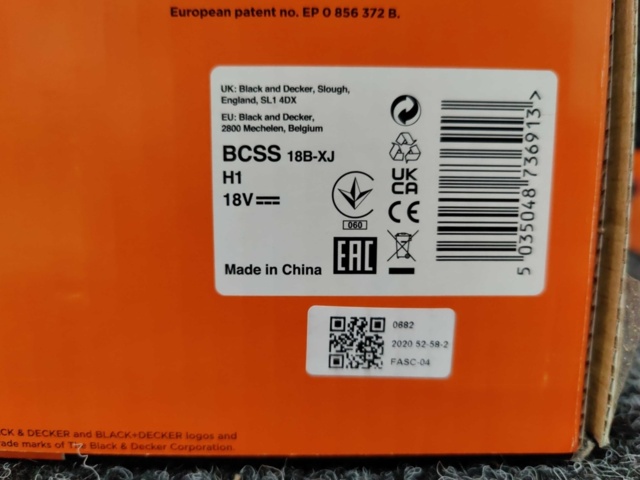 European patent no. EP 0 856 372 B.
UK: Black and Decker, Slough,
England, SL1 4DX
EU: Black and Decker,
2800 Mechelen, Belgium
BCSS 18B-XJ
H1
18V
060
EAC
Made in China
UK
CA
CE
5 035048 736913 >
0682
2020 52-58-2
FASC-04
CK & DECKER and BLACK+DECKER logos and
ade marks of The Black & Decker Corporation.